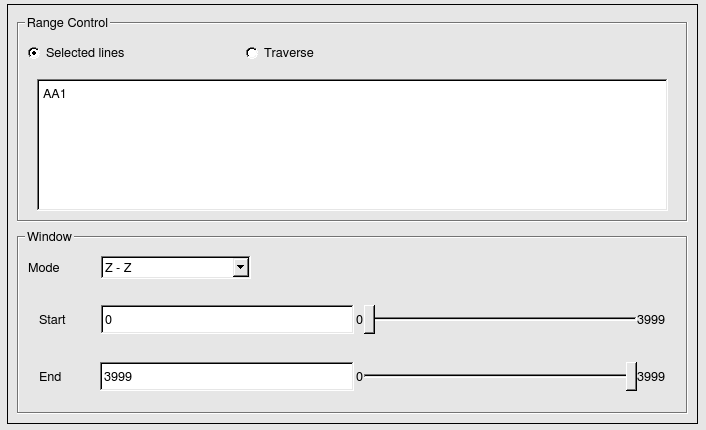 Range Control
Selected lines Traverse
AA1
Window
Mode Z - Z
Start 0 0 3999
End 3999 0 3999